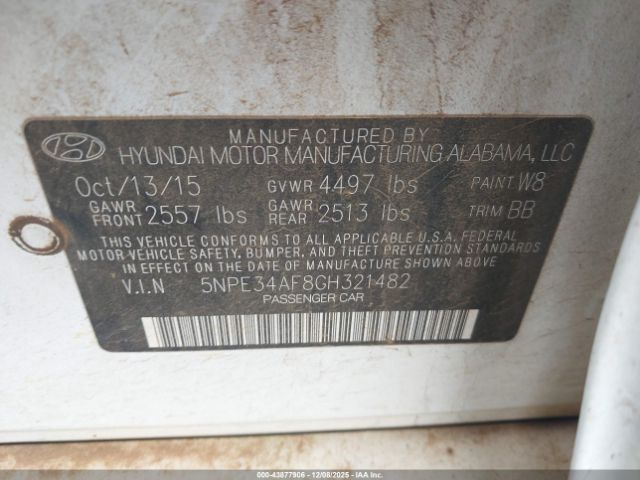 MANUFACTURED BY
HYUNDAI MOTOR MANUFACTURING ALABAMA, LLC
Oct/13/15 GVWR 4497 lbs PAINT W8
GAWR FRONT 2557 lbs GAWR REAR 2513 lbs TRIM BB
THIS VEHICLE CONFORMS TO ALL APPLICABLE U.S.A. FEDERAL
MOTOR VEHICLE SAFETY, BUMPER, AND THEFT PREVENTION STANDARDS
IN EFFECT ON THE DATE OF MANUFACTURE SHOWN ABOVE
V.I.N 5NPE34AF8GH321482
PASSENGER CAR
000-43877906 - 12/08/2025 - IAAI.COM